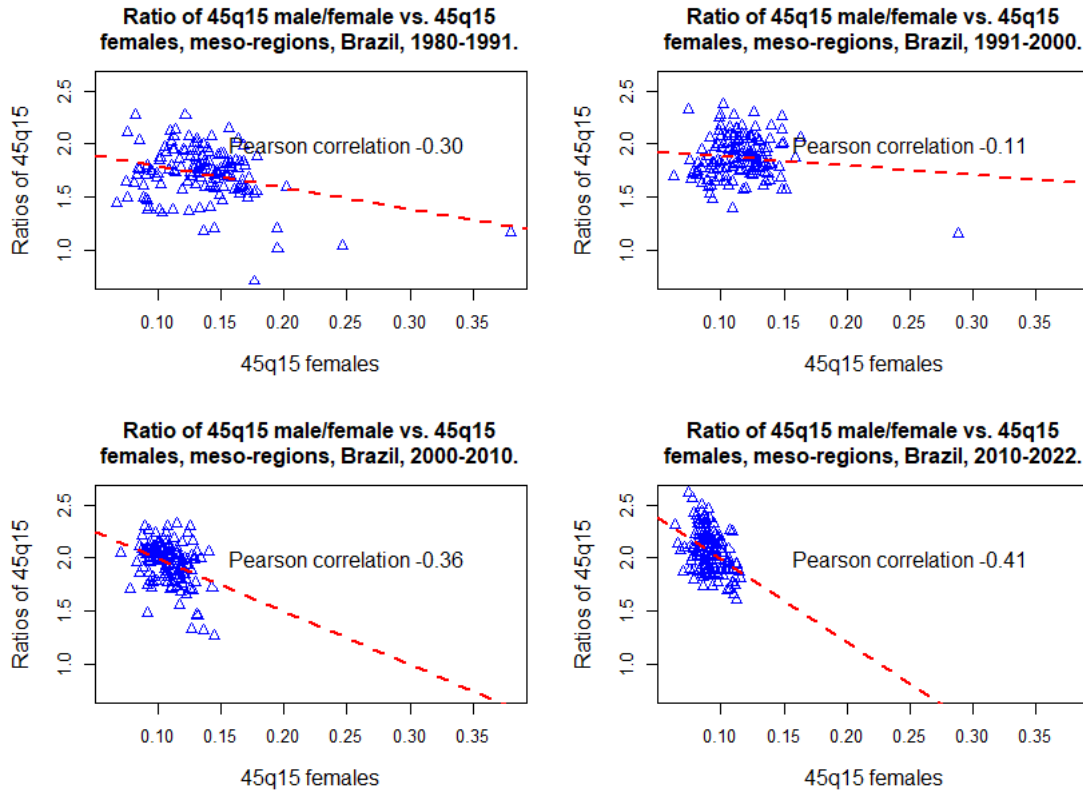 Ratio of 45q15 male/female vs. 45q15
females, meso-regions, Brazil, 1980-1991.
2.5
2.0
1.5
1.0
Ratios of 45q15
Pearson correlation -0.30
0.10 0.15 0.20 0.25 0.30 0.35
45q15 females
Ratio of 45q15 male/female vs. 45q15
females, meso-regions, Brazil, 1991-2000.
2.5
2.0
1.5
1.0
Ratios of 45q15
Pearson correlation -0.11
0.10 0.15 0.20 0.25 0.30 0.35
45q15 females
Ratio of 45q15 male/female vs. 45q15
females, meso-regions, Brazil, 2000-2010.
2.5
2.0
1.5
1.0
Ratios of 45q15
Pearson correlation -0.36
0.10 0.15 0.20 0.25 0.30 0.35
45q15 females
Ratio of 45q15 male/female vs. 45q15
females, meso-regions, Brazil, 2010-2022.
2.5
2.0
1.5
1.0
Ratios of 45q15
Pearson correlation -0.41
0.10 0.15 0.20 0.25 0.30 0.35
45q15 females